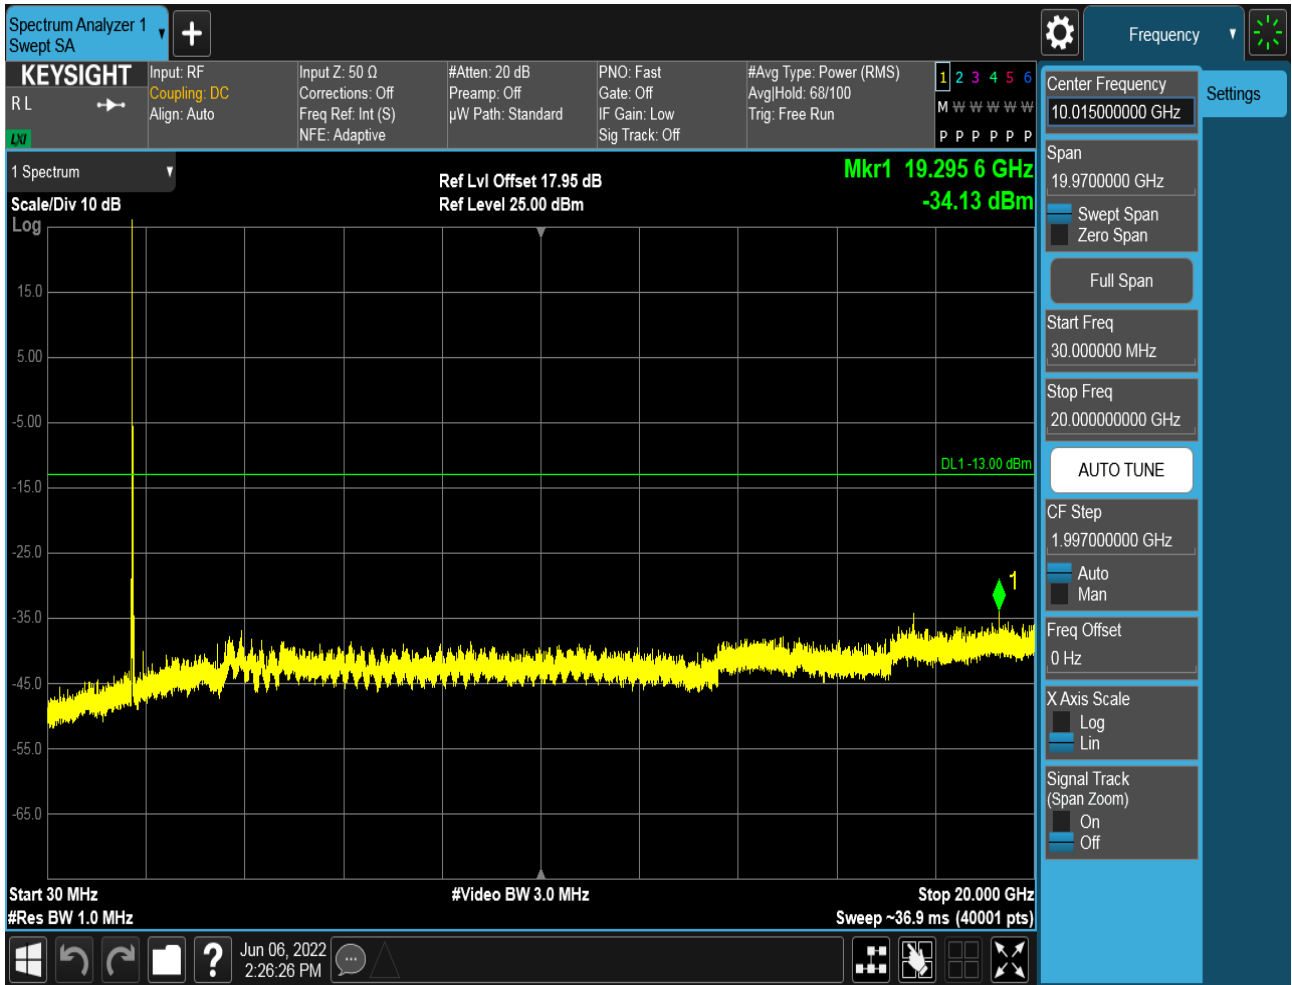 Spectrum Analyzer 1
Swept SA
Frequency
KEYSIGHT
R L
LXI
Input: RF
Coupling: DC
Align: Auto
Input Z: 50 Ω
Corrections: Off
Freq Ref: Int (S)
NFE: Adaptive
#Atten: 20 dB
Preamp: Off
µW Path: Standard
PNO: Fast
Gate: Off
IF Gain: Low
Sig Track: Off
#Avg Type: Power (RMS)
Avg|Hold: 68/100
Trig: Free Run
1 2 3 4 5 6
M W W W W W
P P P P P P
1 Spectrum
Scale/Div 10 dB
Log
Ref Lvl Offset 17.95 dB
Ref Level 25.00 dBm
Mkr1 19.295 6 GHz
-34.13 dBm
15.0
5.00
-5.00
-15.0
-25.0
-35.0
-45.0
-55.0
-65.0
DL1 -13.00 dBm
1
Start 30 MHz
#Res BW 1.0 MHz
#Video BW 3.0 MHz
Stop 20.000 GHz
Sweep ~36.9 ms (40001 pts)
Jun 06, 2022
2:26:26 PM
Center Frequency
10.015000000 GHz
Settings
Span
19.9700000 GHz
Swept Span
Zero Span
Full Span
Start Freq
30.000000 MHz
Stop Freq
20.000000000 GHz
AUTO TUNE
CF Step
1.997000000 GHz
Auto
Man
Freq Offset
0 Hz
X Axis Scale
Log
Lin
Signal Track
(Span Zoom)
On
Off